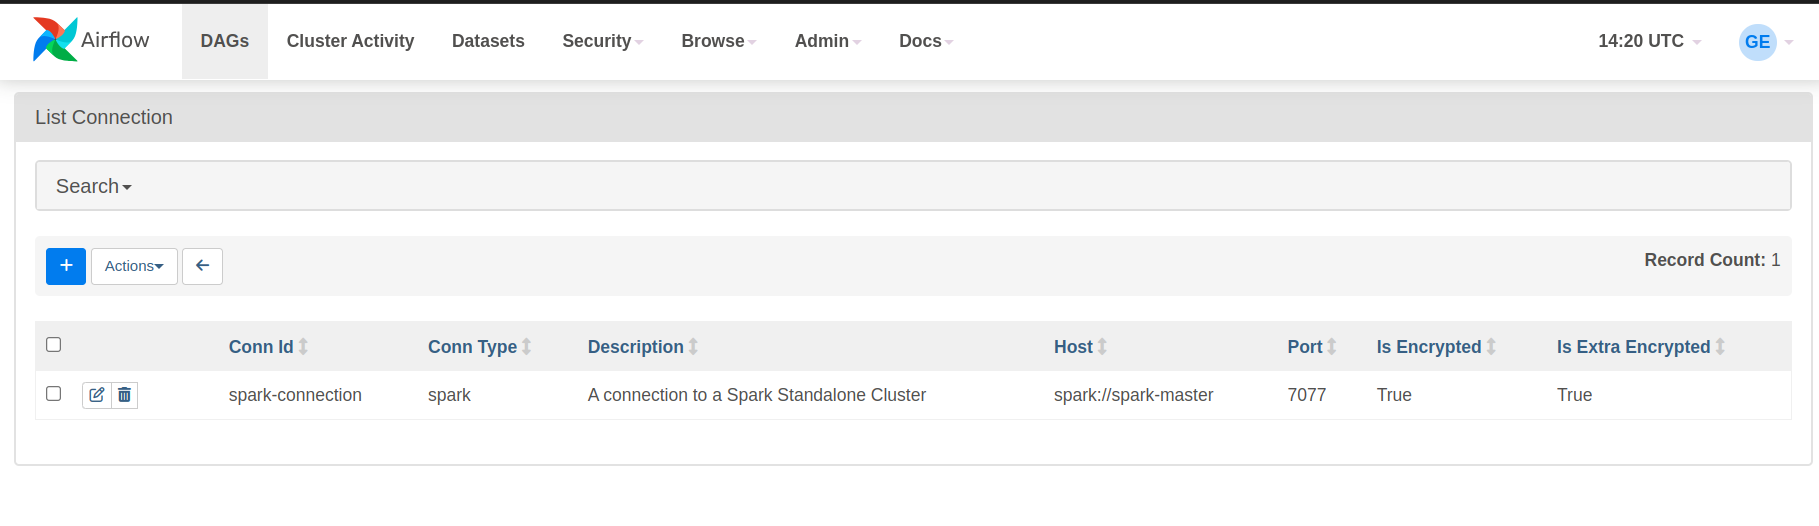 Airflow DAGs Cluster Activity Datasets Security Browse Admin Docs 14:20 UTC GE
List Connection
Search
+ Actions Record Count: 1
Conn Id Conn Type Description Host Port Is Encrypted Is Extra Encrypted
spark-connection spark A connection to a Spark Standalone Cluster spark://spark-master 7077 True True